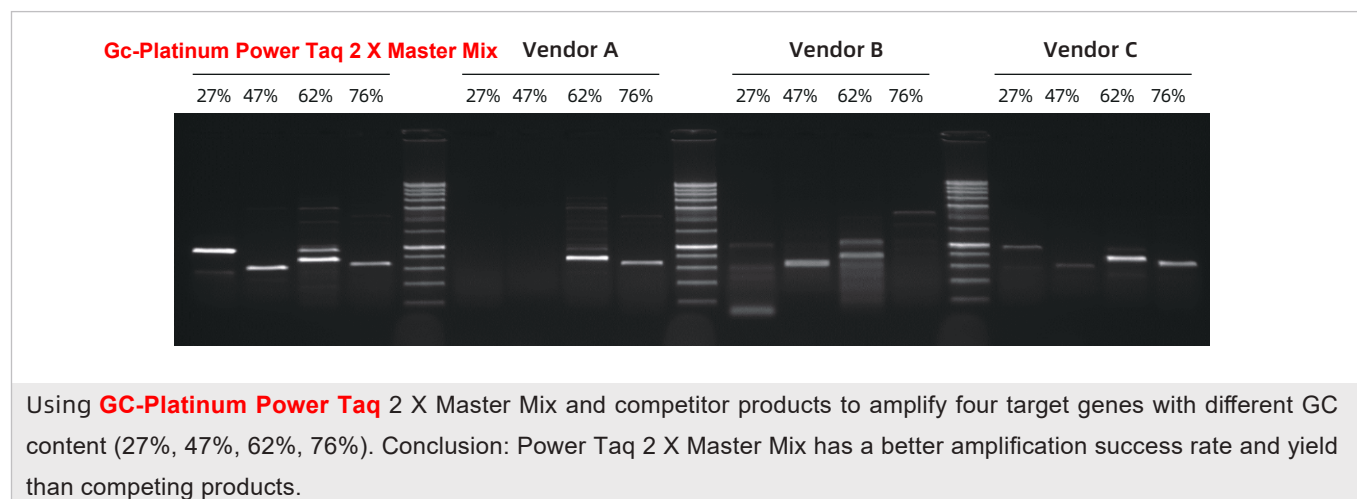 Gc-Platinum Power Taq 2 X Master Mix Vendor A Vendor B Vendor C
27% 47% 62% 76% 27% 47% 62% 76% 27% 47% 62% 76% 27% 47% 62% 76%
Using GC-Platinum Power Taq 2 X Master Mix and competitor products to amplify four target genes with different GC
content (27%, 47%, 62%, 76%). Conclusion: Power Taq 2 X Master Mix has a better amplification success rate and yield
than competing products.